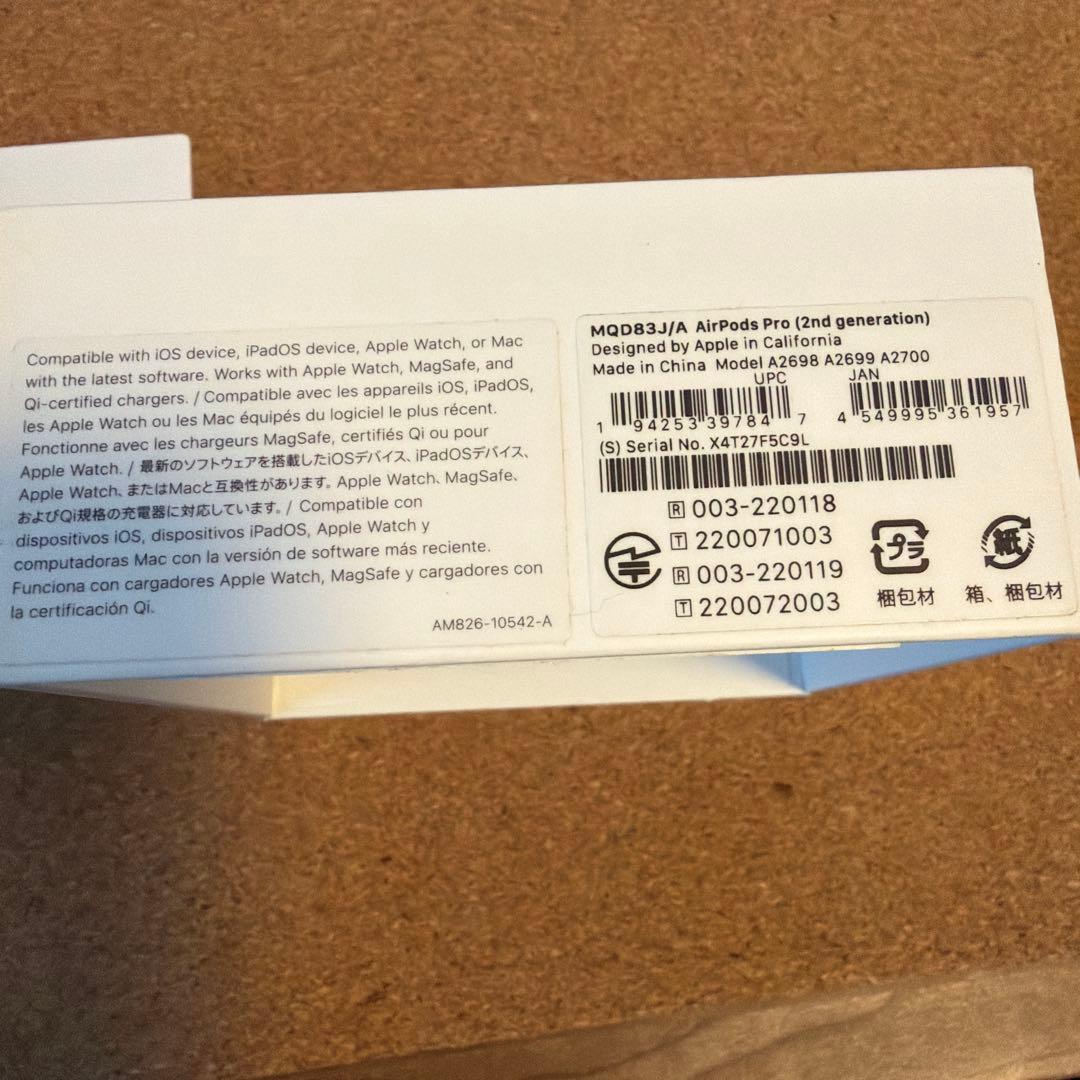 Compatible with iOS device, iPadOS device, Apple Watch, or Mac
with the latest software. Works with Apple Watch, MagSafe, and
Qi-certified chargers. / Compatible avec les appareils iOS, iPadOS,
les Apple Watch ou les Mac équipés du logiciel le plus récent.
Fonctionne avec les chargeurs MagSafe, certifiés Qi ou pour
Apple Watch. / 最新のソフトウェアを搭載したiOSデバイス、iPadOSデバイス、
Apple Watch、またはMacと互換性があります。Apple Watch、MagSafe、
およびQi規格の充電器に対応しています。/ Compatible con
dispositivos iOS, dispositivos iPadOS, Apple Watch y
computadoras Mac con la versión de software más reciente.
Funciona con cargadores Apple Watch, MagSafe y cargadores con
la certificación Qi.
AM826-10542-A
MQD83J/A AirPods Pro (2nd generation)
Designed by Apple in California
Made in China Model A2698 A2699 A2700
UPC JAN
1 94253 39784 7 4 549995 361957
(S) Serial No. X4T27F5C9L
R 003-220118
T 220071003
R 003-220119
T 220072003
プラ
梱包材
紙
箱、梱包材